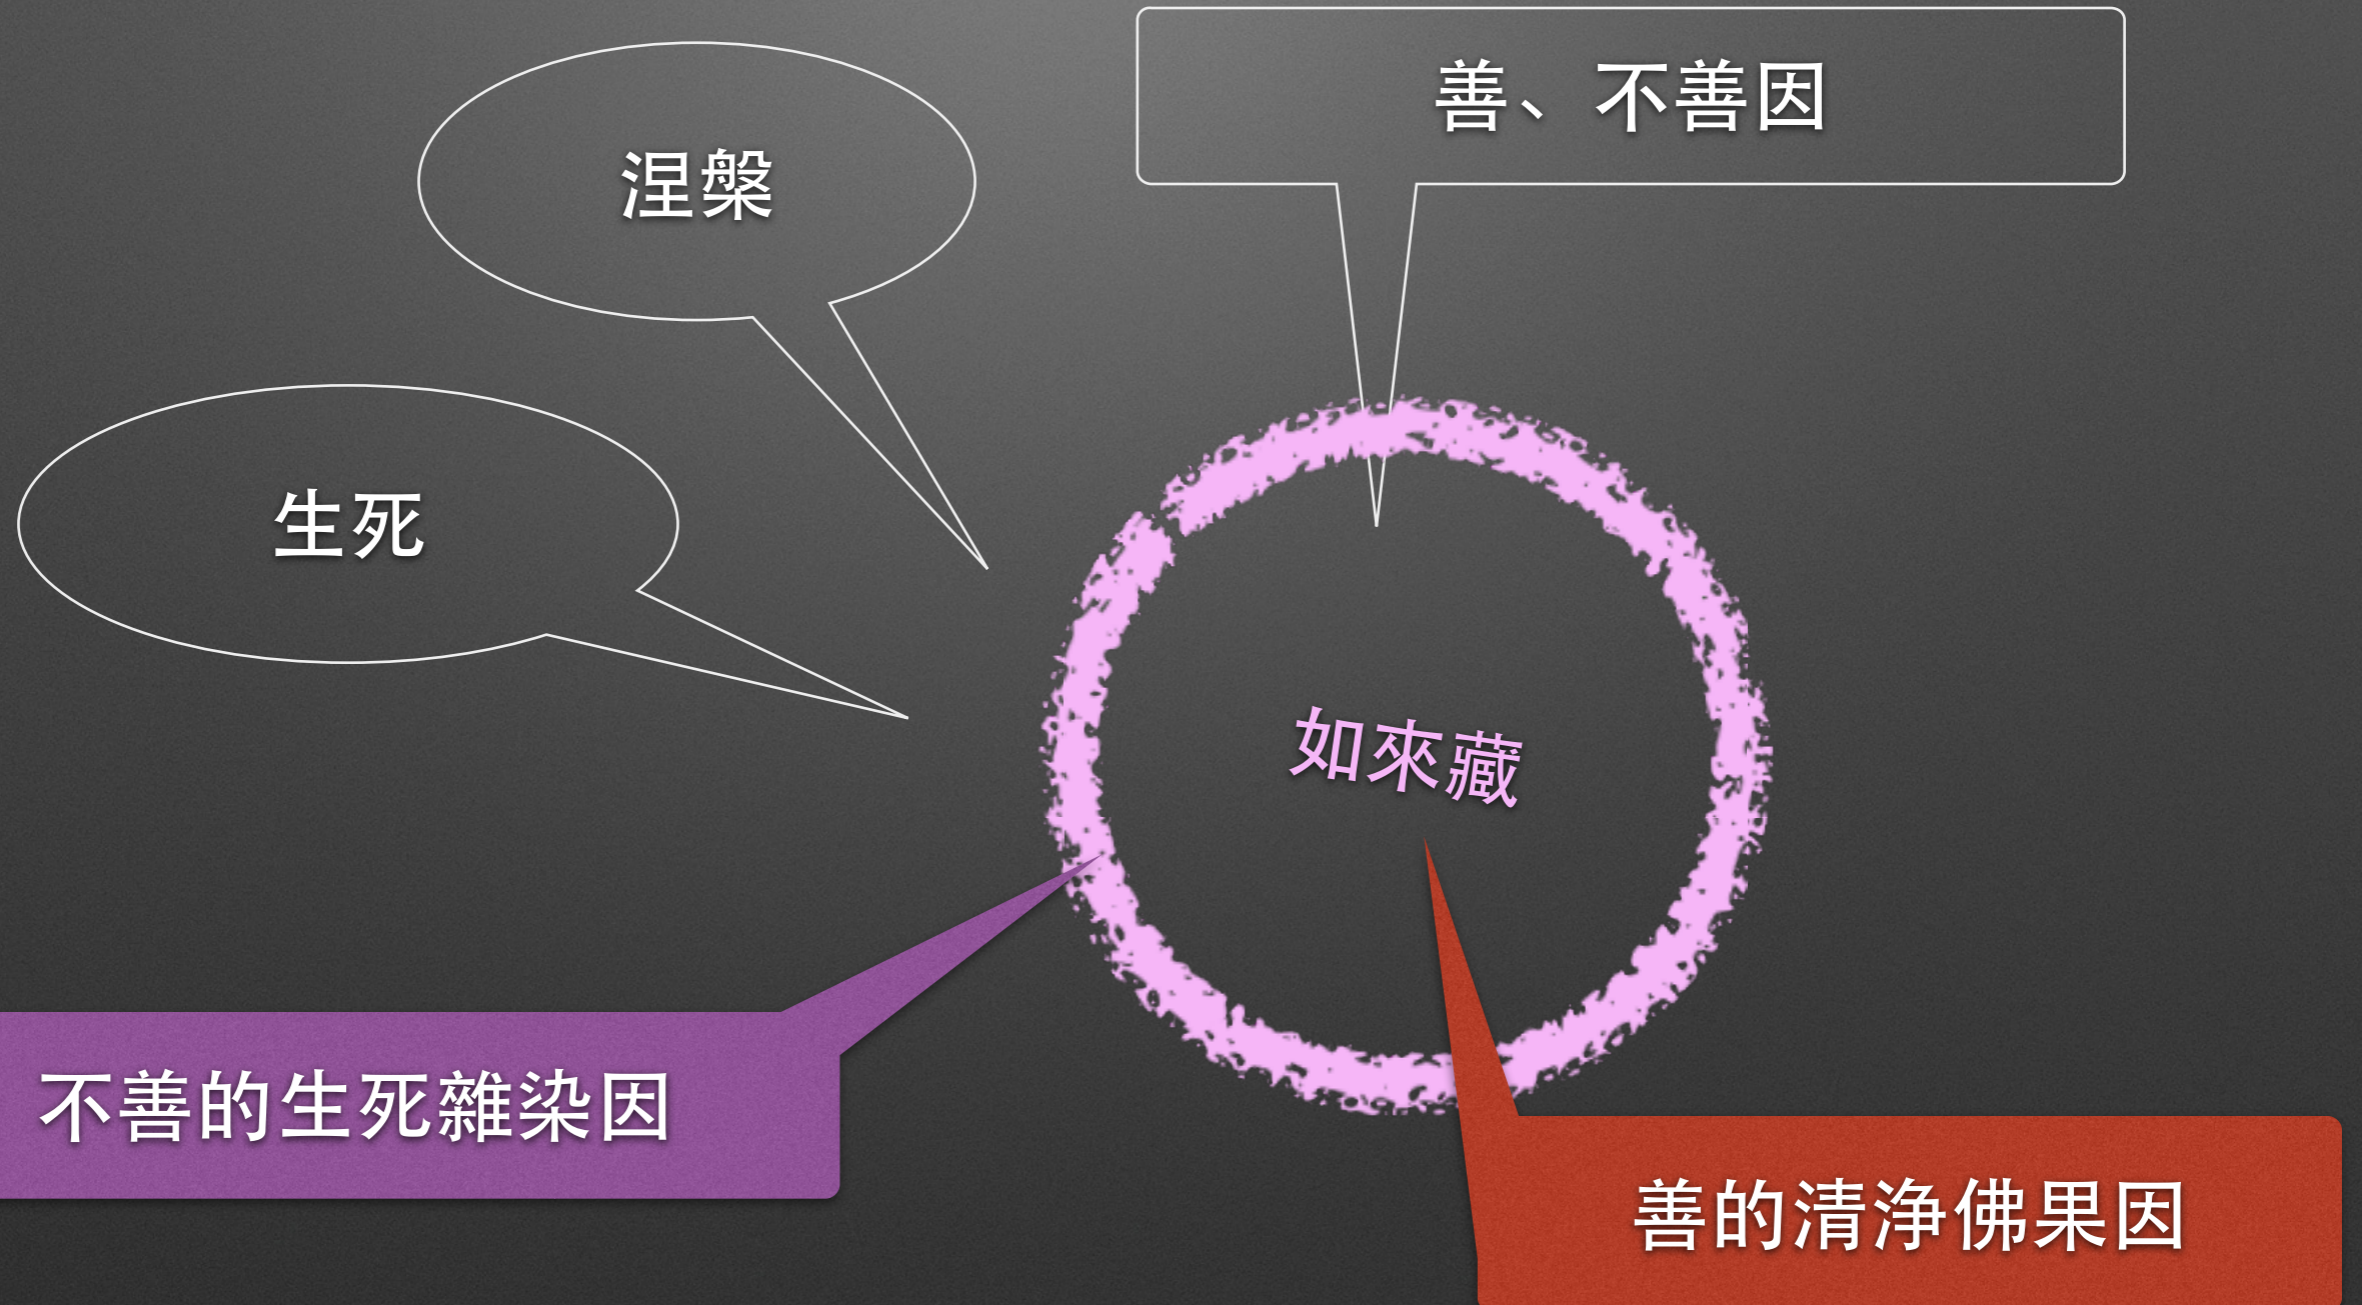 善、不善因
涅槃
生死
如來藏
不善的生死雜染因
善的清浄佛果因